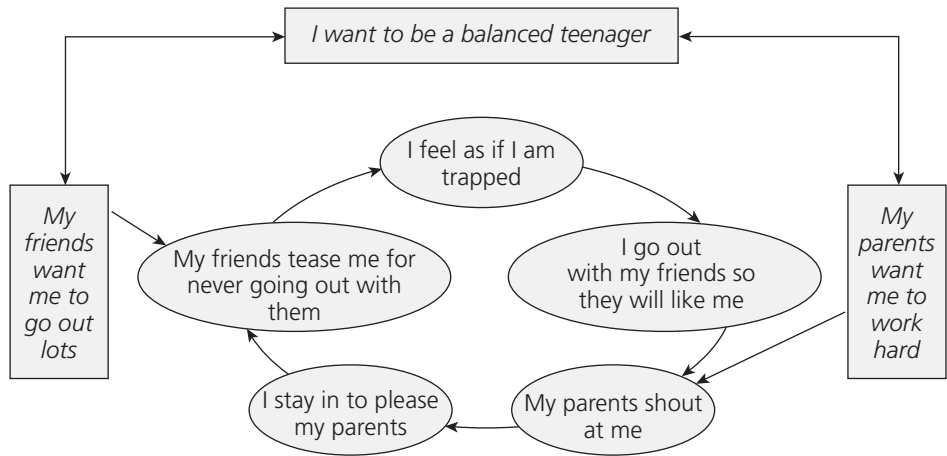 I want to be a balanced teenager
I feel as if I am
trapped
My
friends
want
me to
go out
lots
My friends tease me for
never going out with
them
I go out
with my friends so
they will like me
My
parents
want
me to
work
hard
I stay in to please
my parents
My parents shout
at me